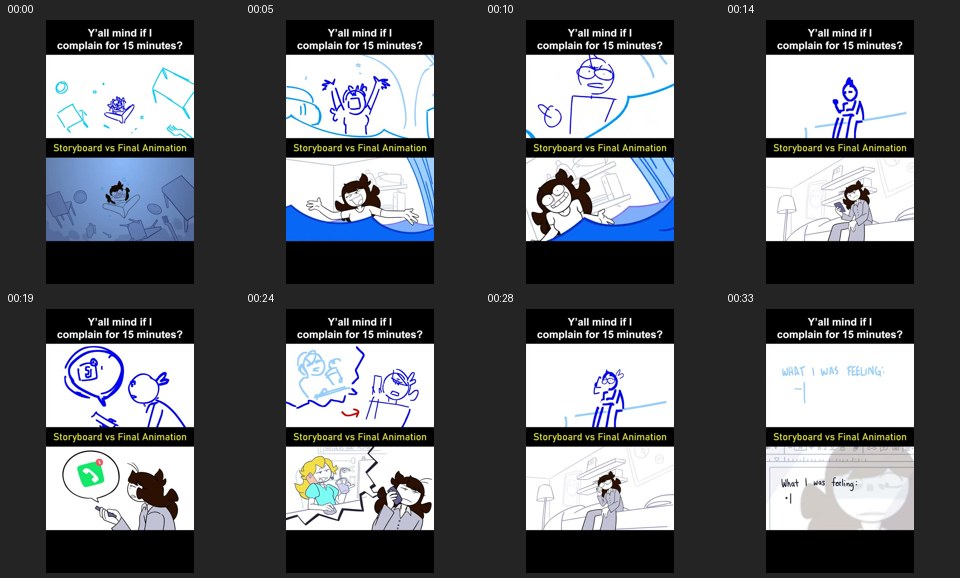 00:00
Y'all mind if I
complain for 15 minutes?
Storyboard vs Final Animation
00:05
Y'all mind if I
complain for 15 minutes?
Storyboard vs Final Animation
00:10
Y'all mind if I
complain for 15 minutes?
Storyboard vs Final Animation
00:14
Y'all mind if I
complain for 15 minutes?
Storyboard vs Final Animation
00:19
Y'all mind if I
complain for 15 minutes?
Storyboard vs Final Animation
00:24
Y'all mind if I
complain for 15 minutes?
Storyboard vs Final Animation
00:28
Y'all mind if I
complain for 15 minutes?
Storyboard vs Final Animation
00:33
Y'all mind if I
complain for 15 minutes?
WHAT I WAS FEELING:
Storyboard vs Final Animation
What I was feeling: